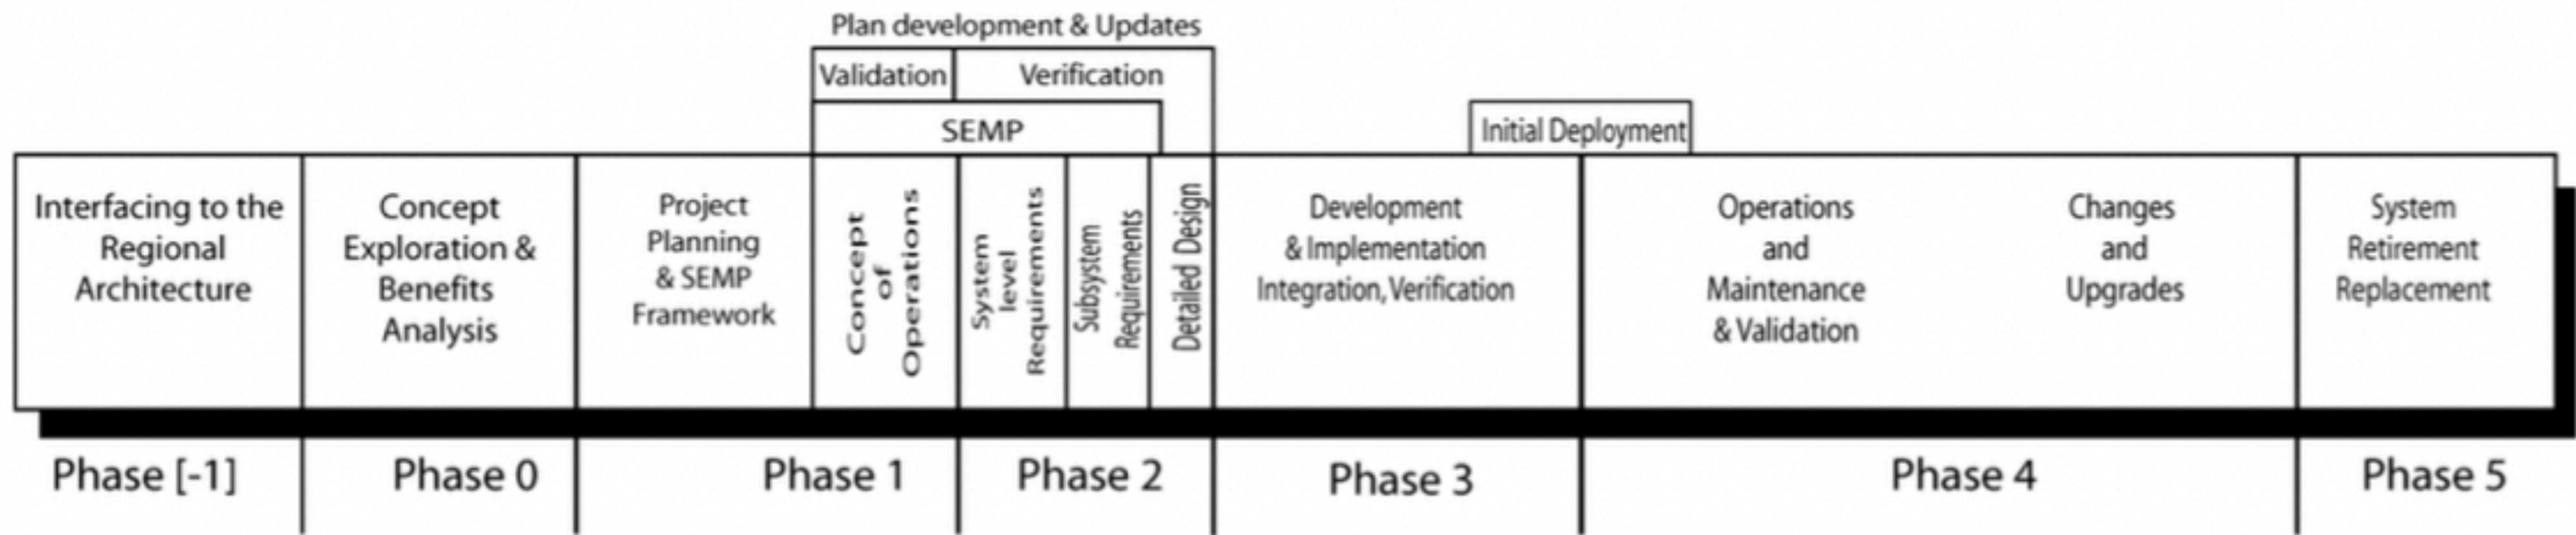 Plan development & Updates
Validation
Verification
SEMP
Initial Deployment
Interfacing to the
Regional
Architecture
Concept
Exploration &
Benefits
Analysis
Project
Planning
& SEMP
Framework
Concept
of
Operations
System
level
Requirements
Subsystem
Requirements
Detailed Design
Development
& Implementation
Integration, Verification
Operations
and
Maintenance
& Validation
Changes
and
Upgrades
System
Retirement
Replacement
Phase [-1]
Phase 0
Phase 1
Phase 2
Phase 3
Phase 4
Phase 5